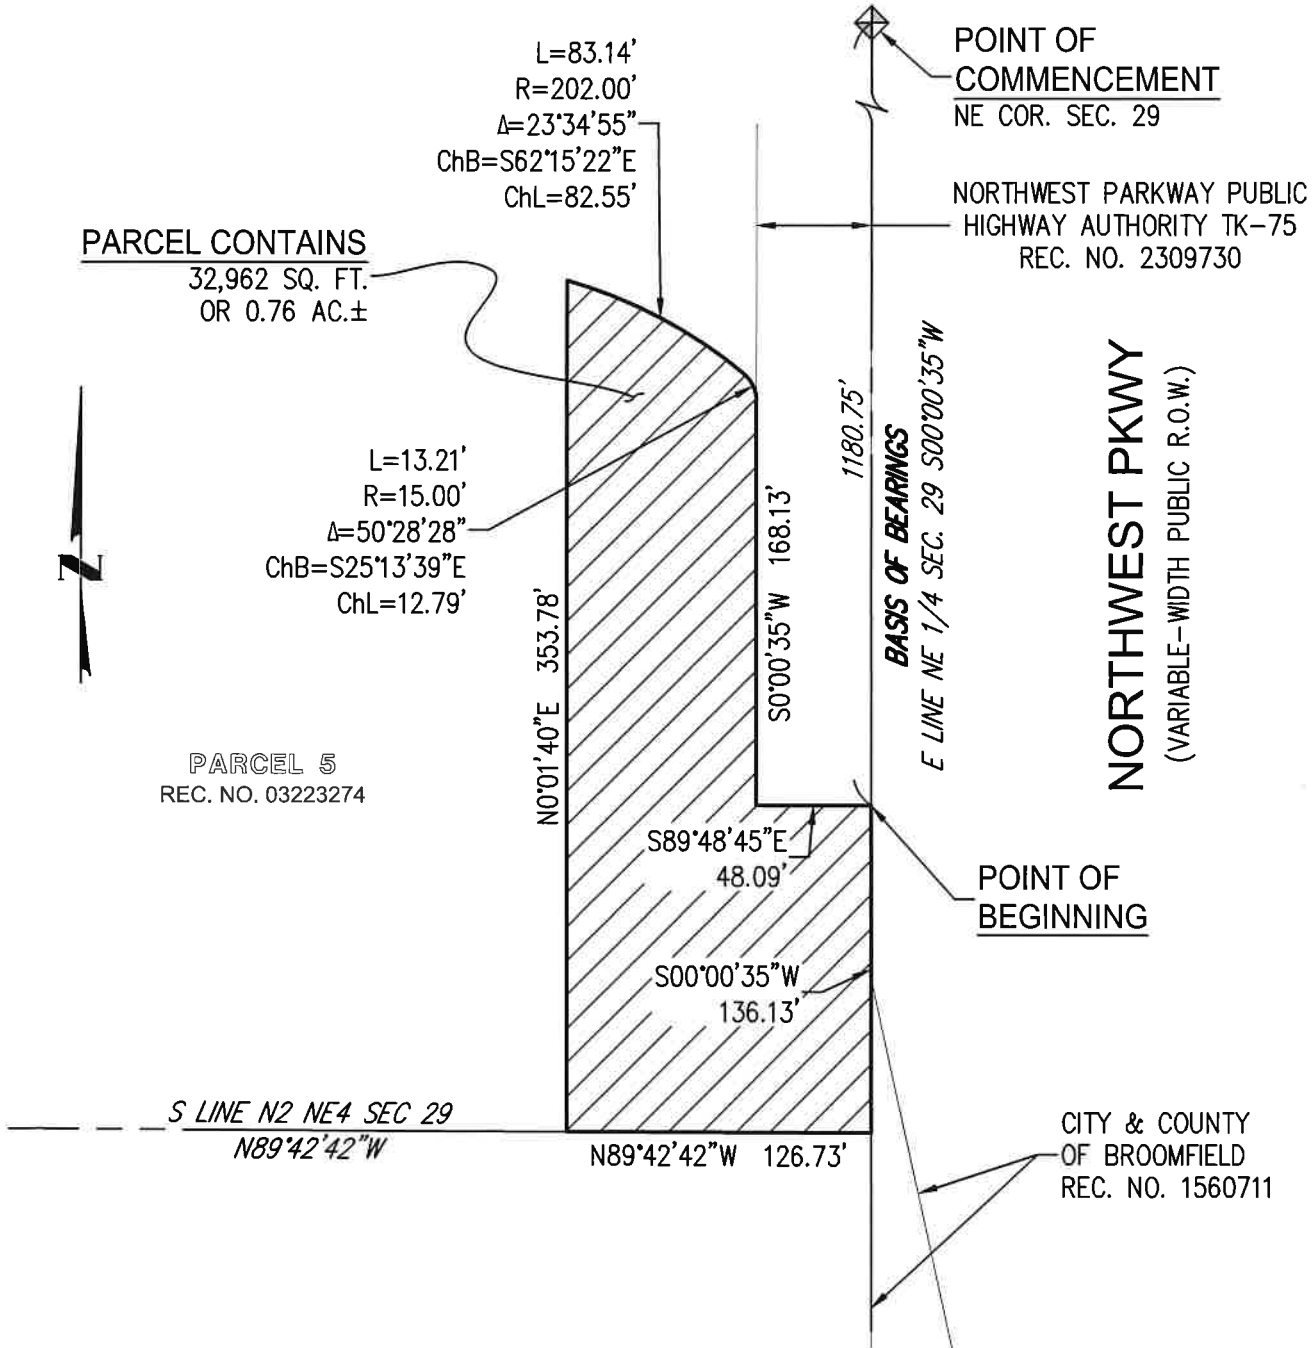 L=83.14'
R=202.00'
Δ=23°34'55"
ChB=S62°15'22"E
ChL=82.55'
POINT OF
COMMENCEMENT
NE COR. SEC. 29
NORTHWEST PARKWAY PUBLIC
HIGHWAY AUTHORITY TK-75
REC. NO. 2309730
PARCEL CONTAINS
32,962 SQ. FT.
OR 0.76 AC.±
L=13.21'
R=15.00'
Δ=50°28'28"
ChB=S25°13'39"E
ChL=12.79'
N
N0°01'40"E 353.78'
S0°00'35"W 168.13'
1180.75'
BASIS OF BEARINGS
E LINE NE 1/4 SEC. 29 S00°00'35"W
NORTHWEST PKWY
(VARIABLE-WIDTH PUBLIC R.O.W.)
PARCEL 5
REC. NO. 03223274
S89°48'45"E
48.09'
POINT OF
BEGINNING
S00°00'35"W
136.13'
S LINE N2 NE4 SEC 29
N89°42'42"W
N89°42'42"W 126.73'
CITY & COUNTY
OF BROOMFIELD
REC. NO. 1560711